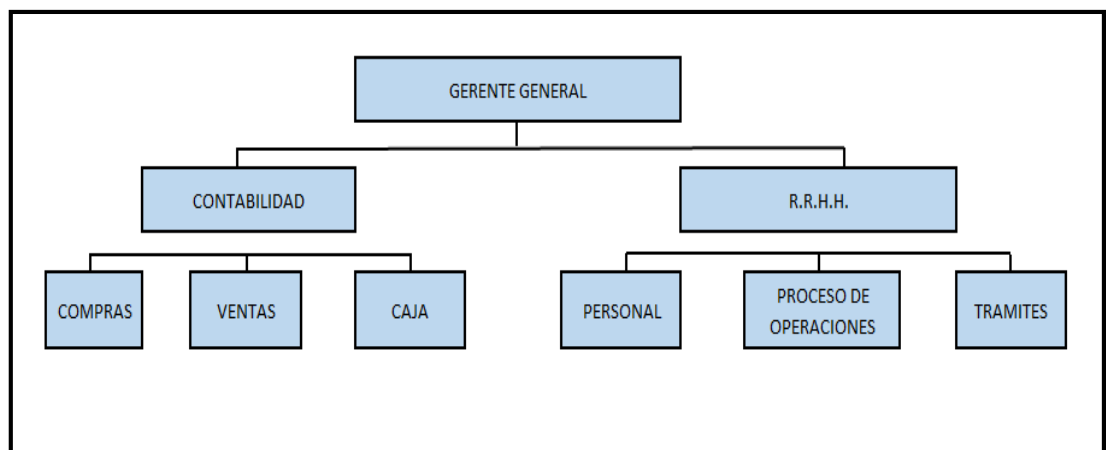 GERENTE GENERAL
CONTABILIDAD
R.R.H.H.
COMPRAS
VENTAS
CAJA
PERSONAL
PROCESO DE
OPERACIONES
TRAMITES